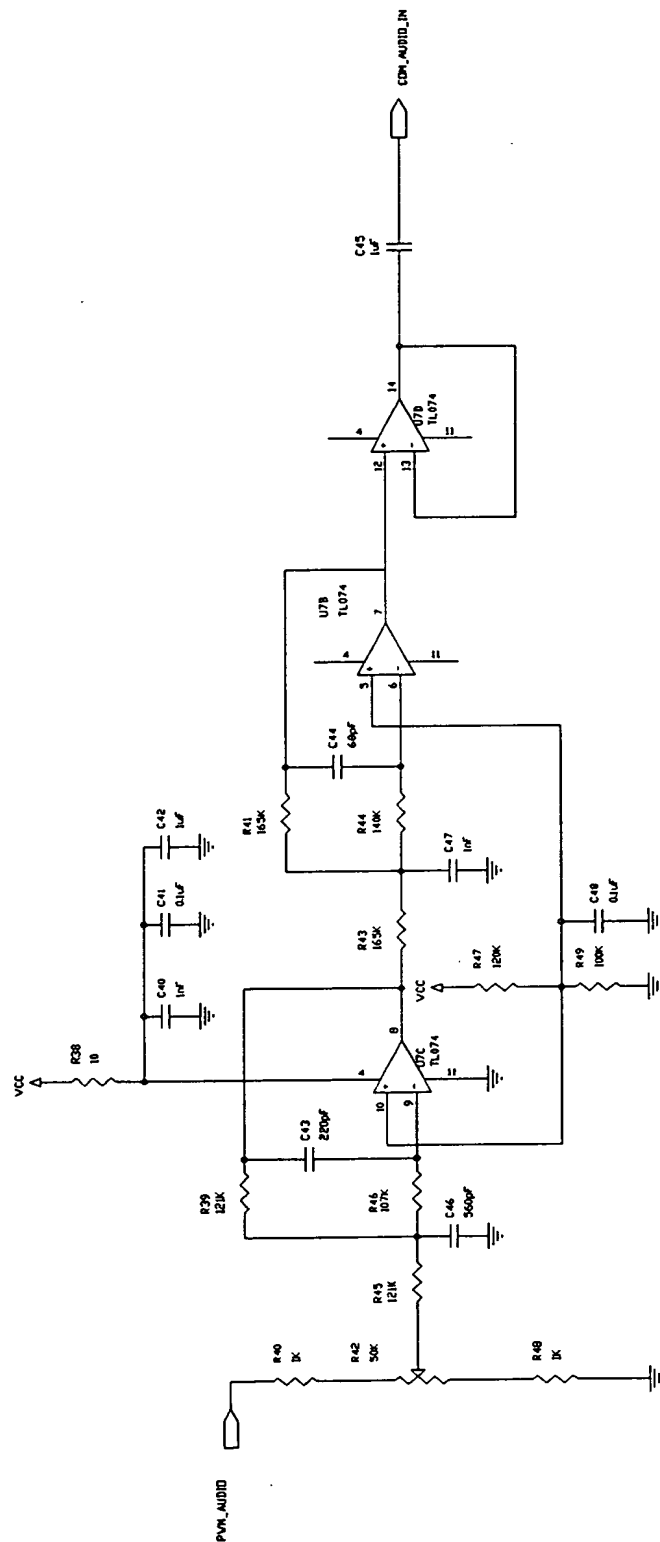 PVM_AUDIO
R40
1K
R42
50K
R48
1K
R45
121K
C46
560pF
R39
121K
R46
107K
C43
220pF
VCC
R38
10
C40
1nF
C41
0.1uF
C42
1uF
10
9
4
8
11
U7C
TL074
R43
165K
VCC
R47
120K
R49
100K
C48
0.1uF
C47
1nF
R41
165K
R44
140K
C44
68pF
U7B
TL074
5
6
4
7
11
12
13
4
14
11
U7D
TL074
C45
1uF
COM_AUDIO_IN